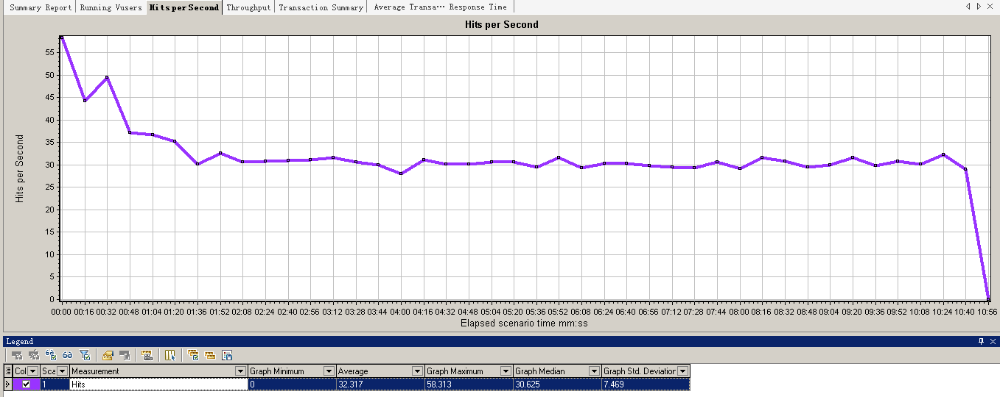 Summary Report Running Vusers Hits per Second Throughput Transaction Summary Average Transa··· Response Time
Hits per Second
55
50
45
40
35
30
25
20
15
10
5
0
Hits per Second
00:00 00:16 00:32 00:48 01:04 01:20 01:36 01:52 02:08 02:24 02:40 02:56 03:12 03:28 03:44 04:00 04:16 04:32 04:48 05:04 05:20 05:36 05:52 06:08 06:24 06:40 06:56 07:12 07:28 07:44 08:00 08:16 08:32 08:48 09:04 09:20 09:36 09:52 10:08 10:24 10:40 10:56
Elapsed scenario time mm:ss
Legend
Col Sca Measurement Graph Minimum Average Graph Maximum Graph Median Graph Std. Deviation
1 Hits 0 32.317 58.313 30.625 7.469